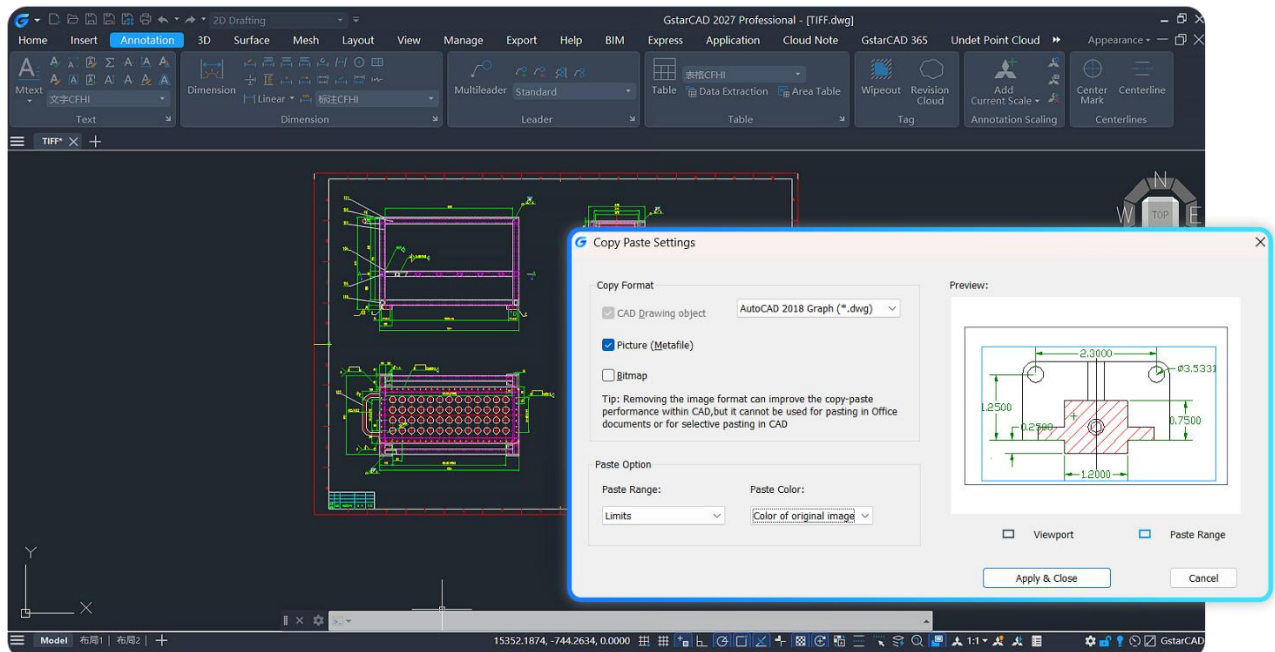 2D Drafting
GstarCAD 2027 Professional - [TIFF.dwg]
Home Insert Annotation 3D Surface Mesh Layout View Manage Export Help BIM Express Application Cloud Note GstarCAD 365 Undet Point Cloud Appearance
Mtext
文字CFHI
Text
Dimension
Linear
标注CFHI
Dimension
Multileader
Standard
Leader
Table
表格CFHI
Data Extraction
Area Table
Table
Wipeout
Revision
Cloud
Tag
Add
Current Scale
Annotation Scaling
Center
Mark
Centerline
Centerlines
TIFF*
N
W
TOP
E
Copy Paste Settings
Copy Format
CAD Drawing object
AutoCAD 2018 Graph (*.dwg)
Picture (Metafile)
Bitmap
Tip: Removing the image format can improve the copy-paste
performance within CAD,but it cannot be used for pasting in Office
documents or for selective pasting in CAD
Paste Option
Paste Range:
Paste Color:
Limits
Color of original image
Preview:
2.3000
Ø3.5331
1.2500
0.2500
0.7500
1.2000
Viewport
Paste Range
Apply & Close
Cancel
Y
X
Model 布局1 布局2
15352.1874, -744.2634, 0.0000
1:1
GstarCAD